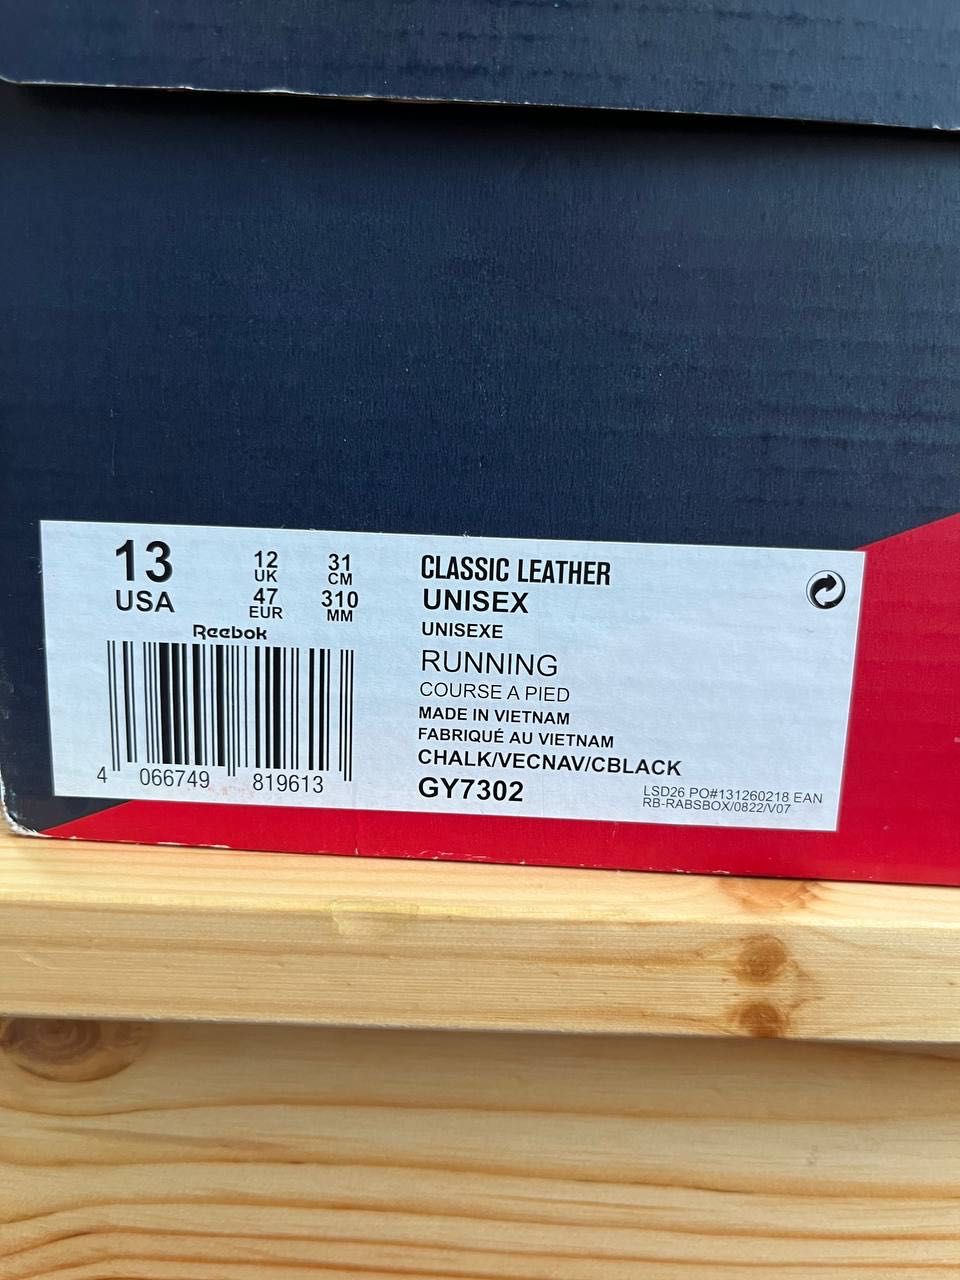 13
USA
12
UK
47
EUR
31
CM
310
MM
Reebok
4 066749 819613
CLASSIC LEATHER
UNISEX
UNISEXE
RUNNING
COURSE A PIED
MADE IN VIETNAM
FABRIQUÉ AU VIETNAM
CHALK/VECNAV/CBLACK
GY7302
LSD26 PO#131260218 EAN
RB-RABSBOX/0822/V07